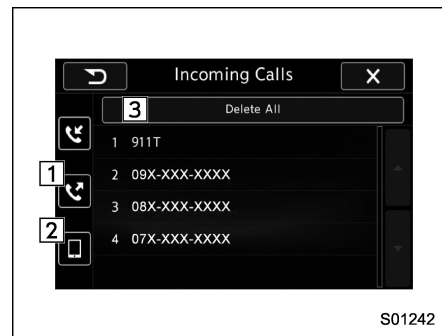 Incoming Calls X
3 Delete All
1 911T
1
2 09X-XXX-XXXX
3 08X-XXX-XXXX
2
4 07X-XXX-XXXX
S01242